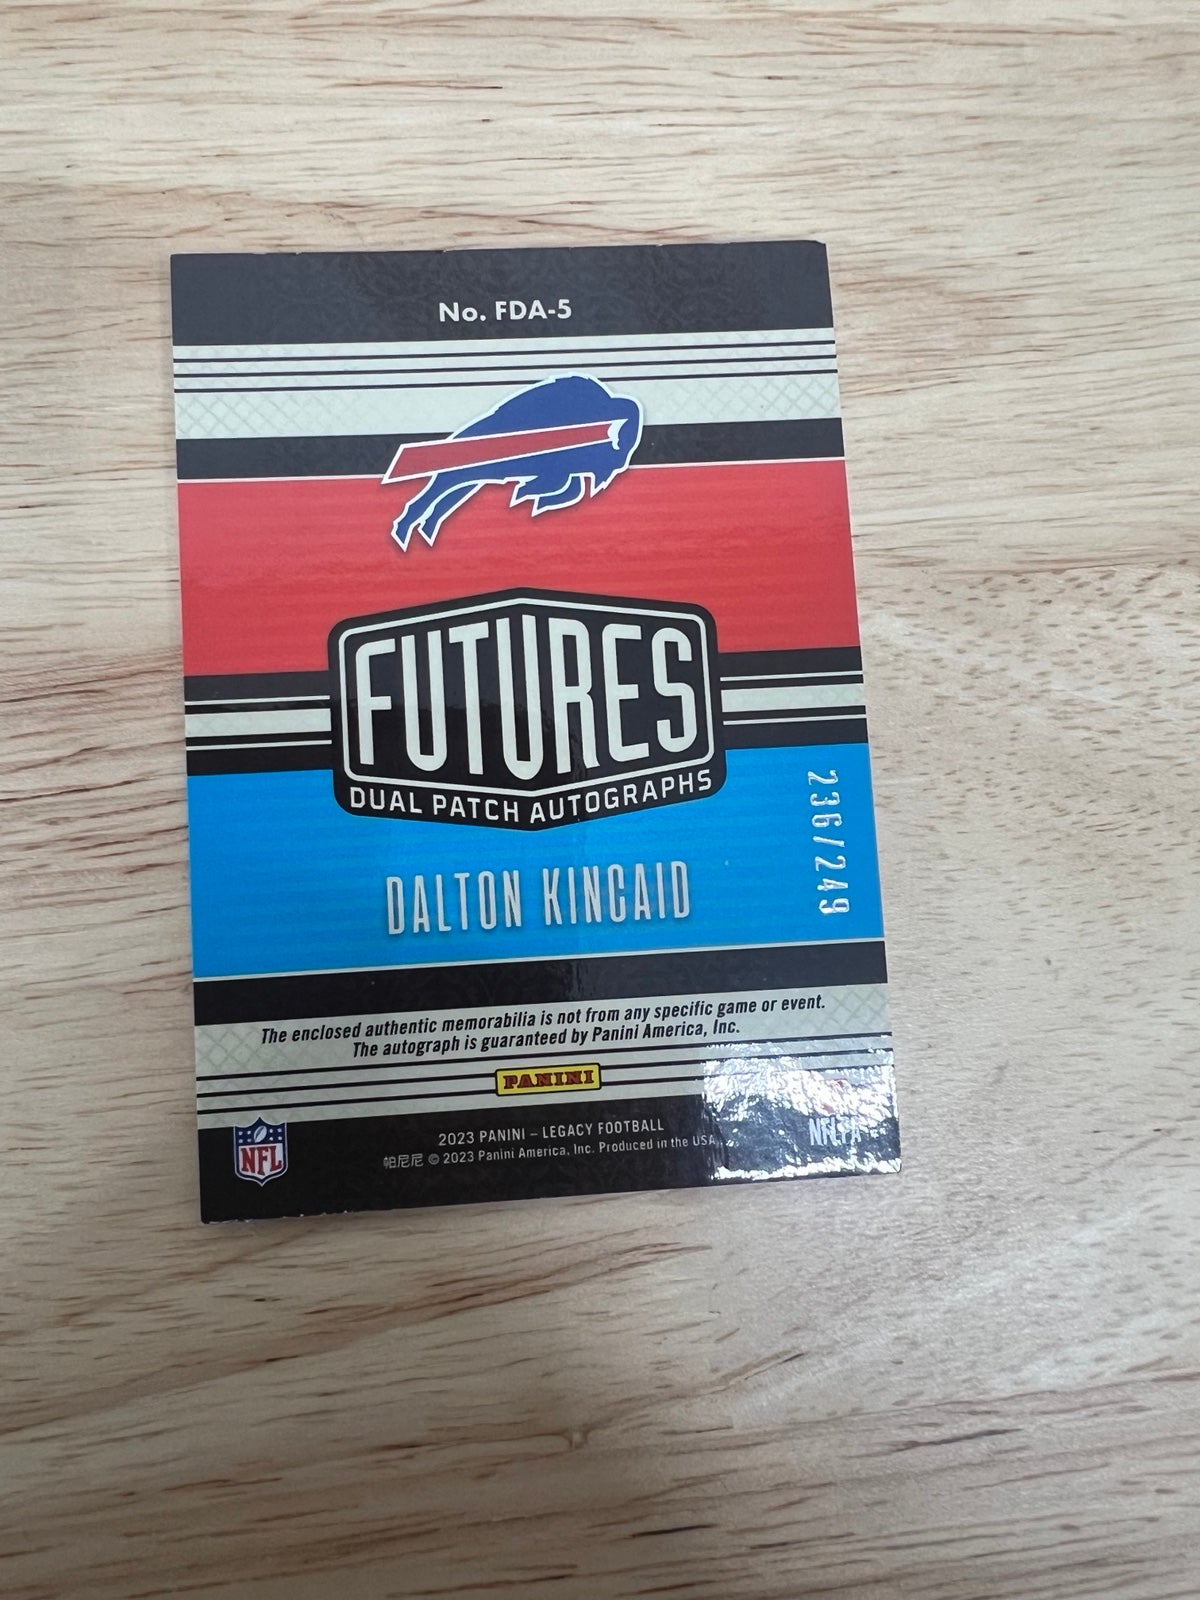 No. FDA-5
FUTURES
DUAL PATCH AUTOGRAPHS
236/249
DALTON KINCAID
The enclosed authentic memorabilia is not from any specific game or event.
The autograph is guaranteed by Panini America, Inc.
PANINI
NFL
2023 PANINI – LEGACY FOOTBALL
帕尼尼 © 2023 Panini America, Inc. Produced in the USA.
NFLPA